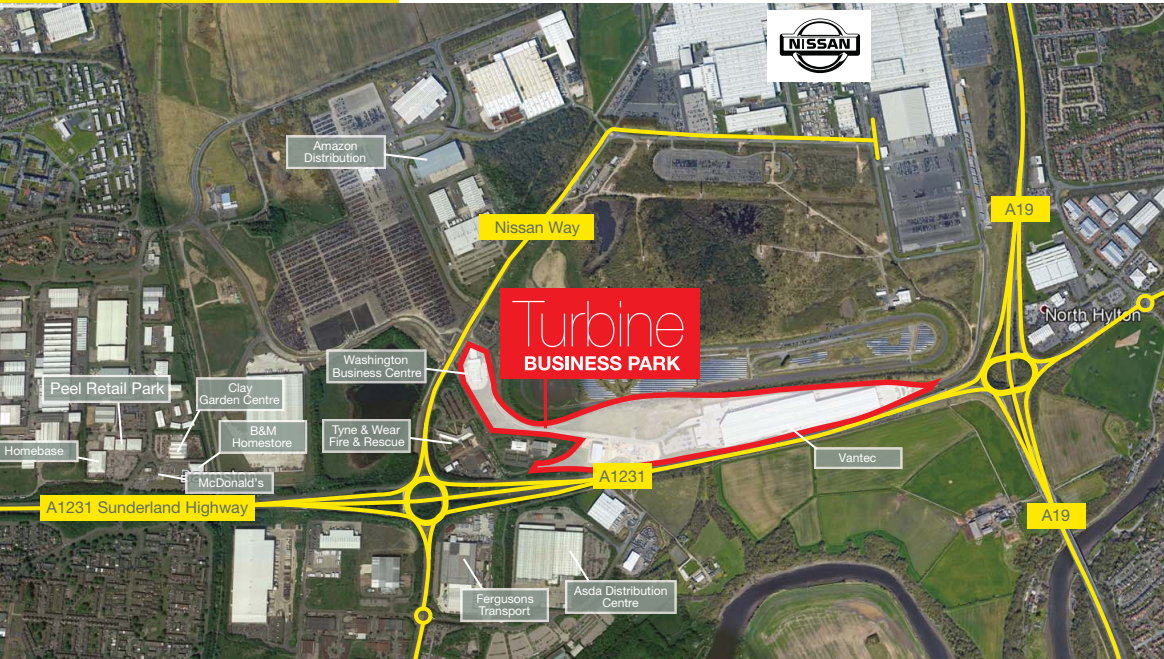 NISSAN
Amazon
Distribution
A19
Nissan Way
North Hylton
Turbine
BUSINESS PARK
Washington
Business Centre
Peel Retail Park
Clay
Garden Centre
B&M
Homestore
Tyne & Wear
Fire & Rescue
Homebase
Vantec
McDonald's
A1231
A1231 Sunderland Highway
A19
Fergusons
Transport
Asda Distribution
Centre